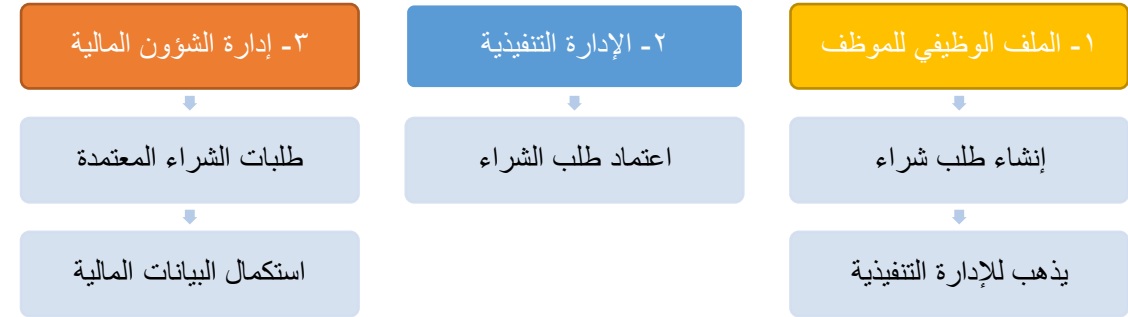 ١- الملف الوظيفي للموظف
إنشاء طلب شراء
يذهب للإدارة التنفيذية
٢- الإدارة التنفيذية
اعتماد طلب الشراء
٣- إدارة الشؤون المالية
طلبات الشراء المعتمدة
استكمال البيانات المالية